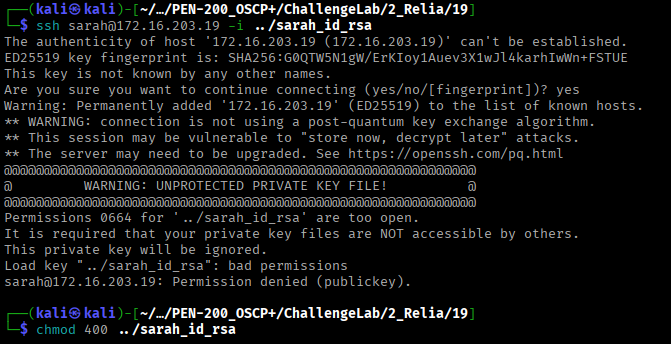 ┌──(kali㉿kali)-[~/…/PEN-200_OSCP+/ChallengeLab/2_Relia/19]
└─$ ssh sarah@172.16.203.19 -i ../sarah_id_rsa
The authenticity of host '172.16.203.19 (172.16.203.19)' can't be established.
ED25519 key fingerprint is: SHA256:G0QTW5N1gW/ErKIoy1Auev3X1wJl4karhIwWn+FSTUE
This key is not known by any other names.
Are you sure you want to continue connecting (yes/no/[fingerprint])? yes
Warning: Permanently added '172.16.203.19' (ED25519) to the list of known hosts.
** WARNING: connection is not using a post-quantum key exchange algorithm.
** This session may be vulnerable to "store now, decrypt later" attacks.
** The server may need to be upgraded. See https://openssh.com/pq.html
@@@@@@@@@@@@@@@@@@@@@@@@@@@@@@@@@@@@@@@@@@@@@@@@@@@@@@@@@@@
@         WARNING: UNPROTECTED PRIVATE KEY FILE!          @
@@@@@@@@@@@@@@@@@@@@@@@@@@@@@@@@@@@@@@@@@@@@@@@@@@@@@@@@@@@
Permissions 0664 for '../sarah_id_rsa' are too open.
It is required that your private key files are NOT accessible by others.
This private key will be ignored.
Load key "../sarah_id_rsa": bad permissions
sarah@172.16.203.19: Permission denied (publickey).
┌──(kali㉿kali)-[~/…/PEN-200_OSCP+/ChallengeLab/2_Relia/19]
└─$ chmod 400 ../sarah_id_rsa